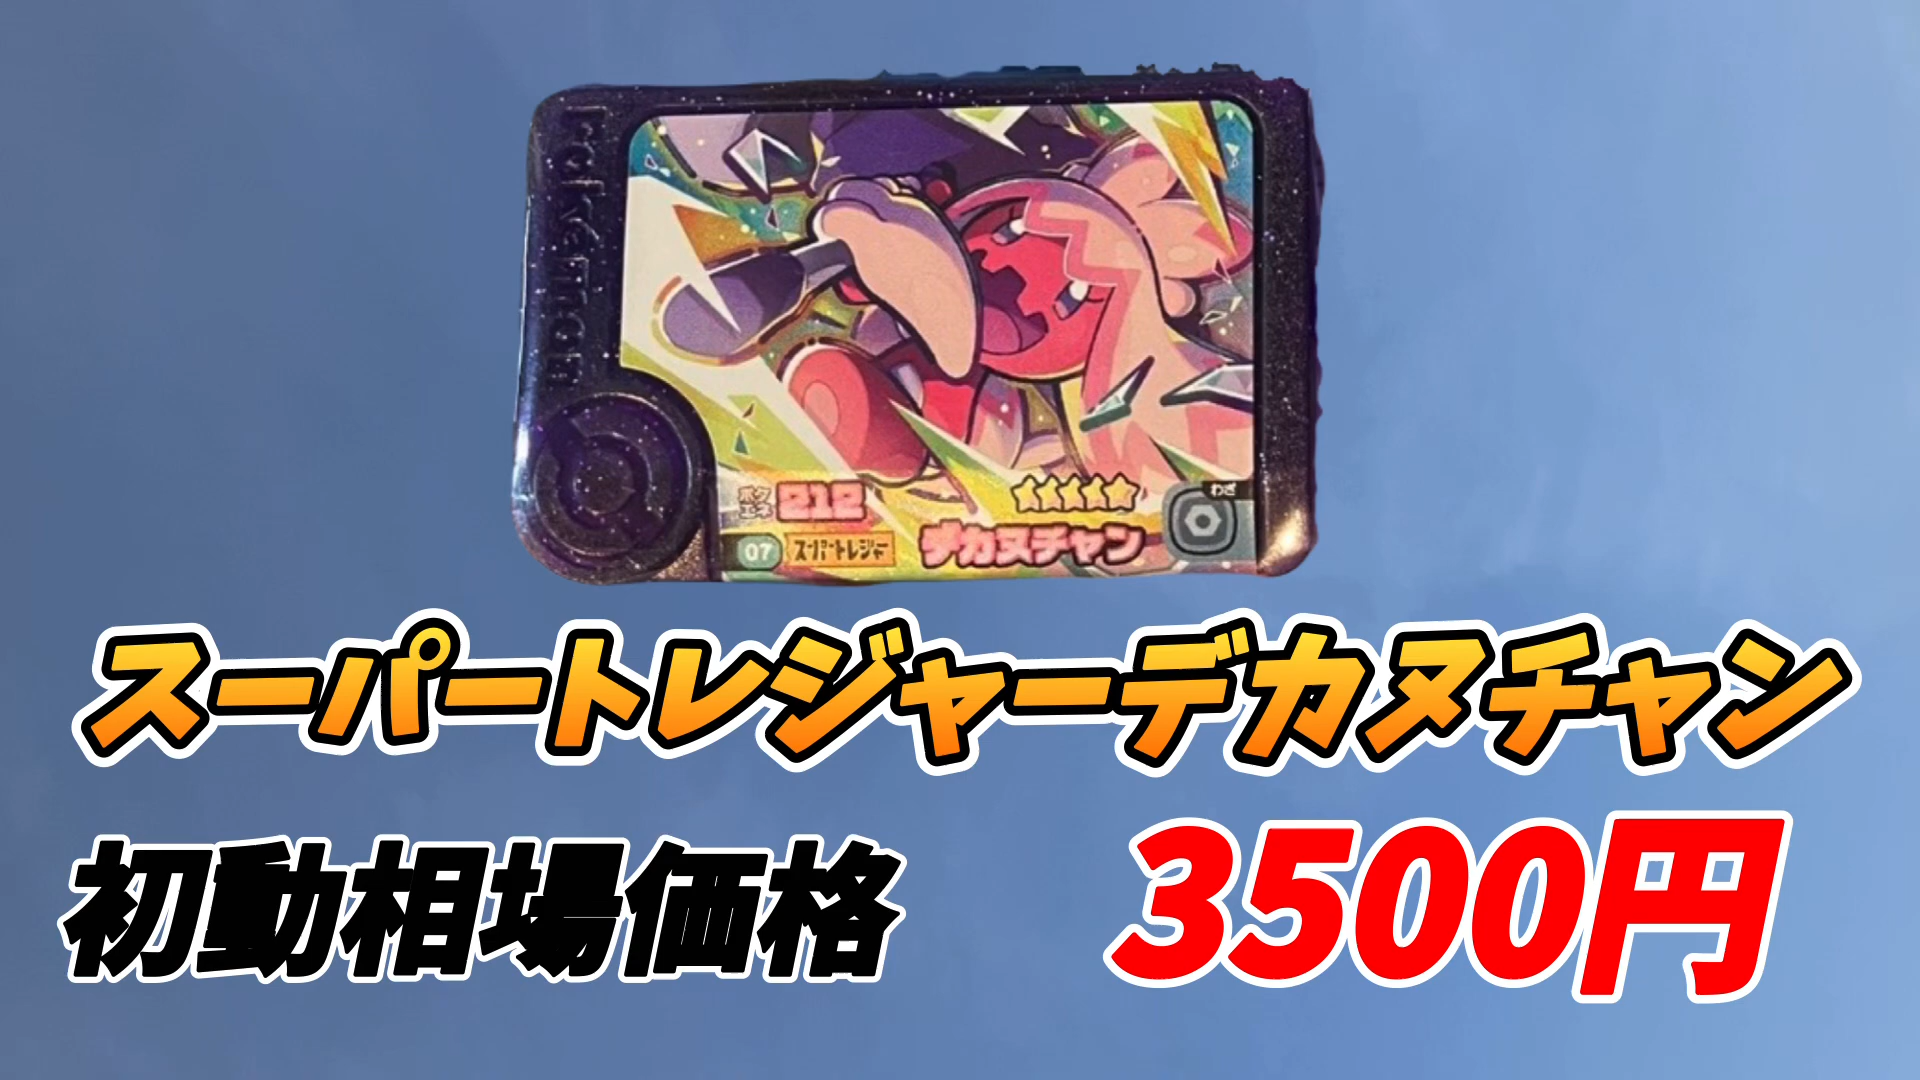 Pokémon
ポケエネ 212
わざ
07 スーパートレジャー デカヌチャン
スーパートレジャーデカヌチャン
初動相場価格 3500円